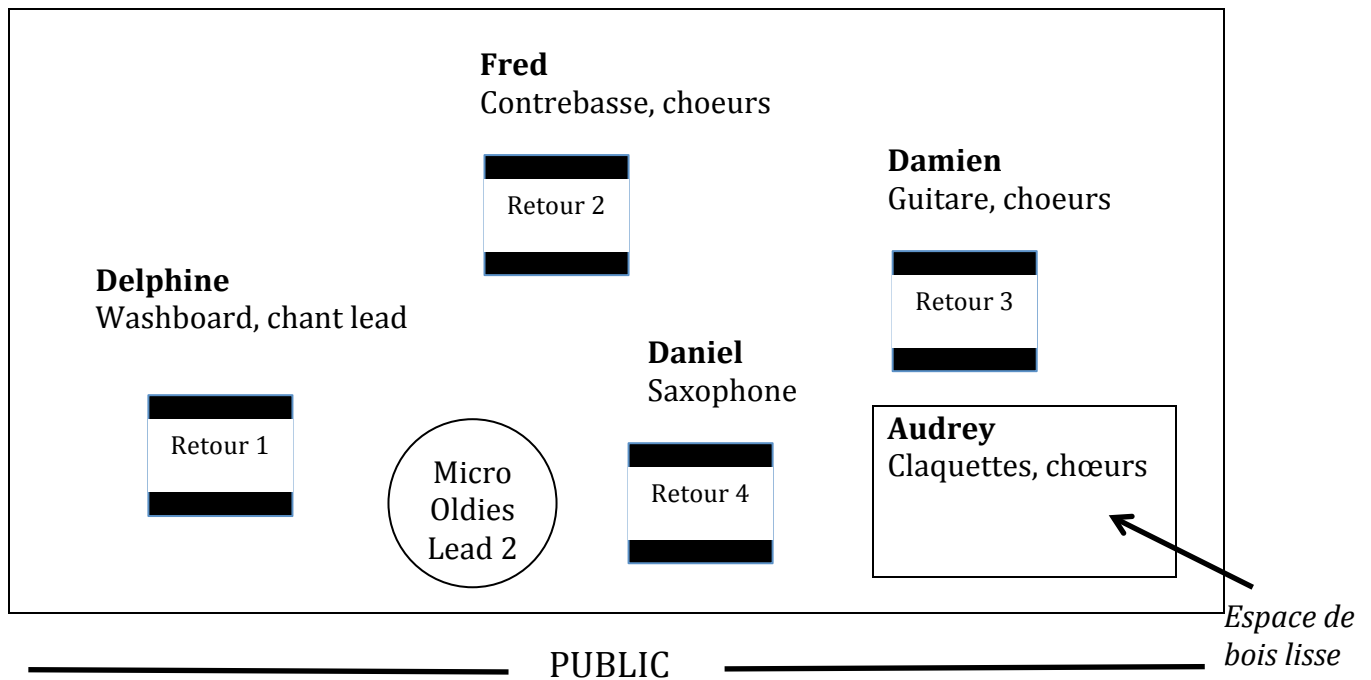 Fred
Contrebasse, choeurs
Retour 2
Damien
Guitare, choeurs
Retour 3
Delphine
Washboard, chant lead
Retour 1
Micro
Oldies
Lead 2
Daniel
Saxophone
Retour 4
Audrey
Claquettes, chœurs
Espace de
bois lisse
PUBLIC